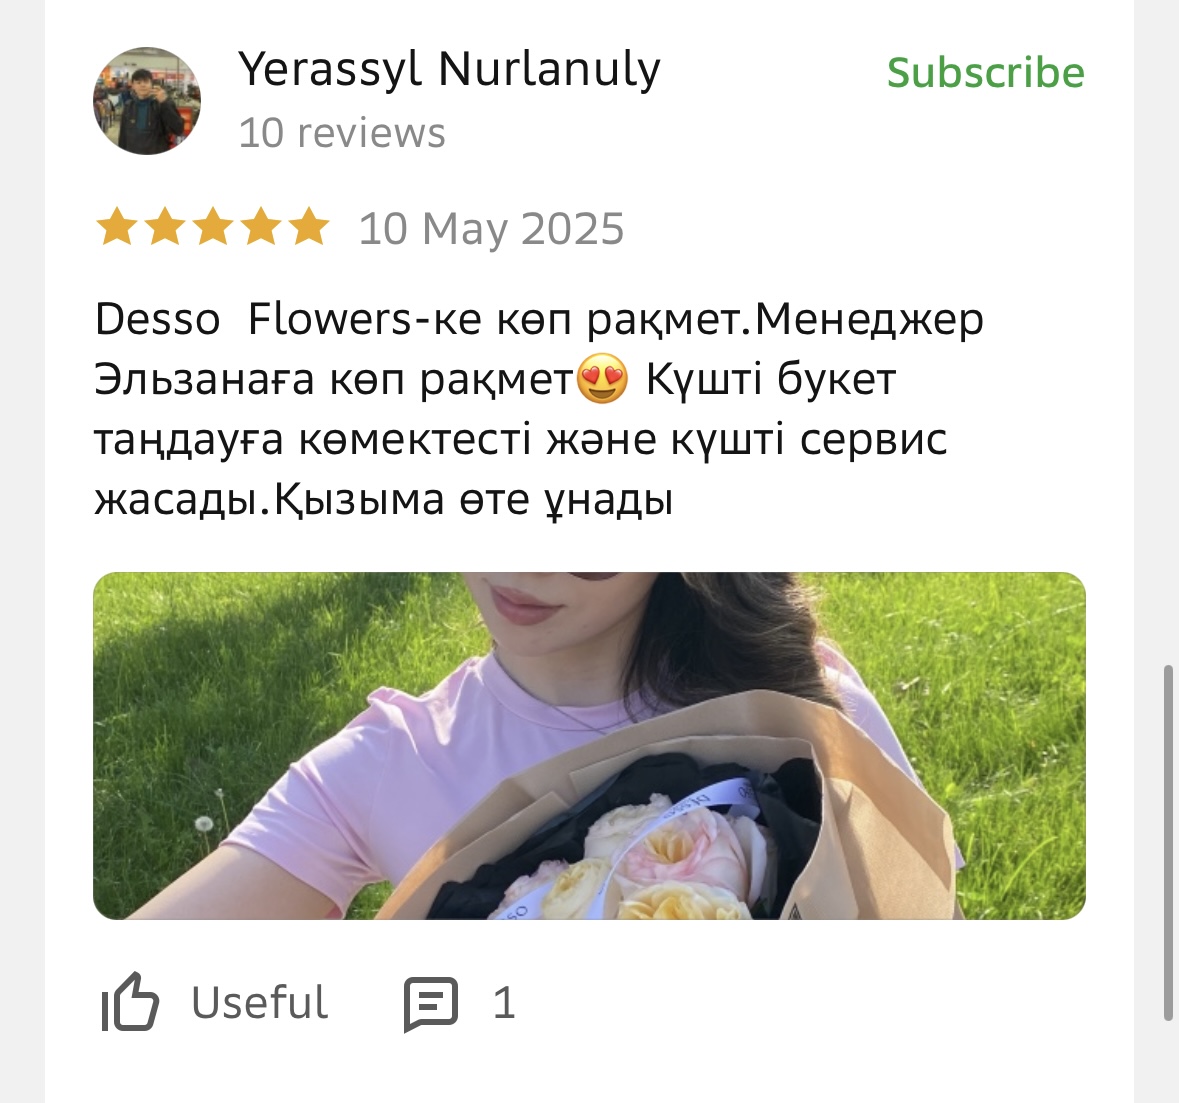 Yerassyl Nurlanuly
Subscribe
10 reviews
10 May 2025
Desso  Flowers-ке көп рақмет.Менеджер
Эльзанаға көп рақмет😍 Күшті букет
таңдауға көмектесті және күшті сервис
жасады.Қызыма өте ұнады
DESSO
Useful
1